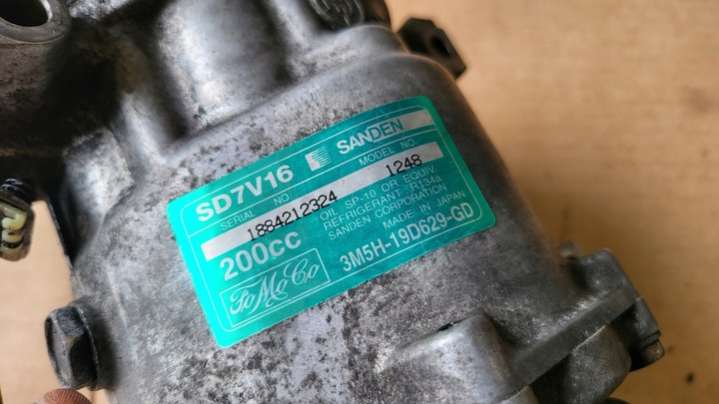 SD7V16 SANDEN
SERIAL NO MODEL NO.
1884212324 1248
200CC
OIL SP-10 OR EQUIV.
REFRIGERANT R134a
SANDEN CORPORATION
MADE IN JAPAN
FoMoCo
3M5H-19D629-GD